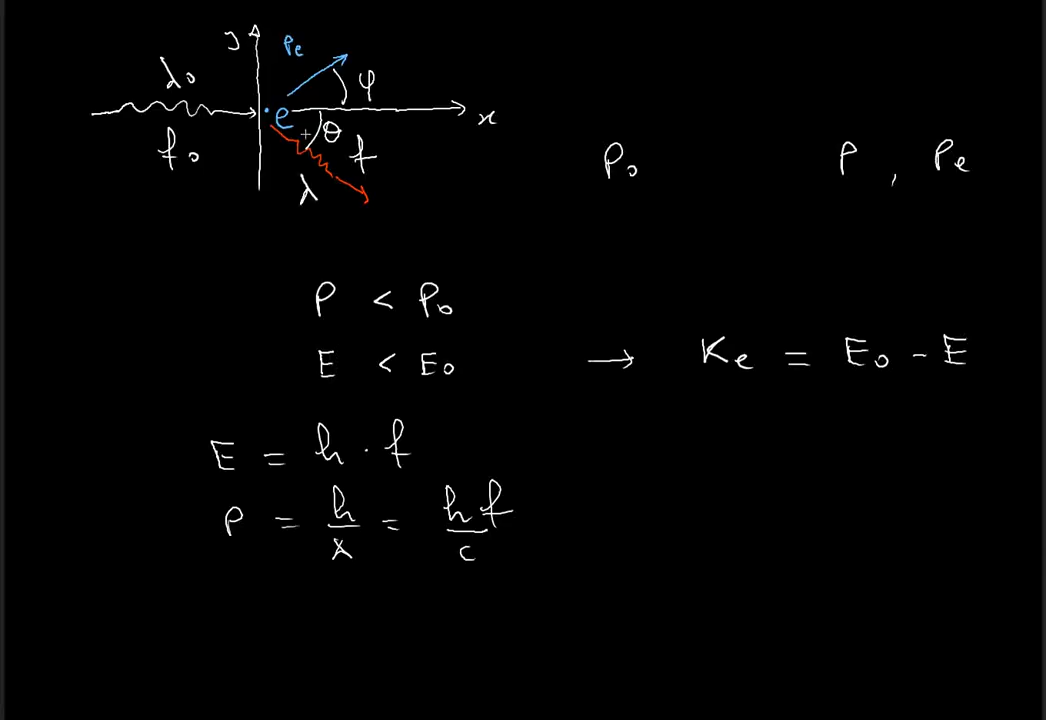 y
Pe
λ₀
φ
e
x
θ
f₀
f
λ
P₀
P , Pe
P < P₀
E < E₀ → Ke = E₀ - E
E = h · f
P = h/λ = hf/c